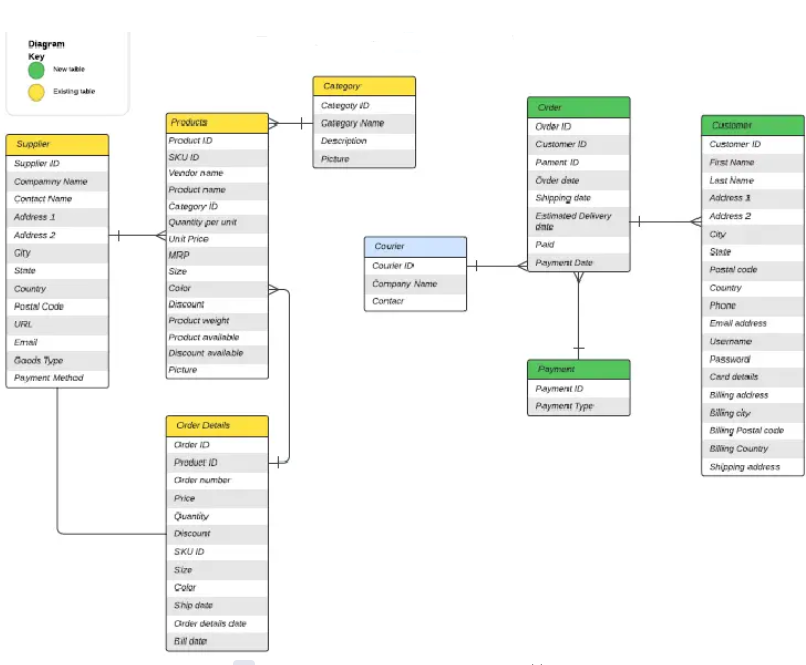 Diagram
Key
New table
Existing table
Category
Categoty ID
Category Name
Description
Picture
Products
Product ID
SKU ID
Vendor name
Product name
Category ID
Quantity per unit
Unit Price
MRP
Size
Color
Discount
Product weight
Product available
Discount available
Picture
Supplier
Supplier ID
Compamny Name
Contact Name
Address 1
Address 2
City
State
Country
Postal Code
URL
Email
Goods Type
Payment Method
Order Details
Order ID
Product ID
Order number
Price
Quantity
Discount
SKU ID
Size
Color
Ship date
Order details date
Bill date
Courier
Courier ID
Company Name
Contact
Order
Order ID
Customer ID
Pament ID
Order date
Shipping date
Estimated Delivery
date
Paid
Payment Date
Payment
Payment ID
Payment Type
Customer
Customer ID
First Name
Last Name
Address 1
Address 2
City
State
Postal code
Country
Phone
Email address
Username
Password
Card details
Billing address
Billing city
Billing Postal code
Billing Country
Shipping address